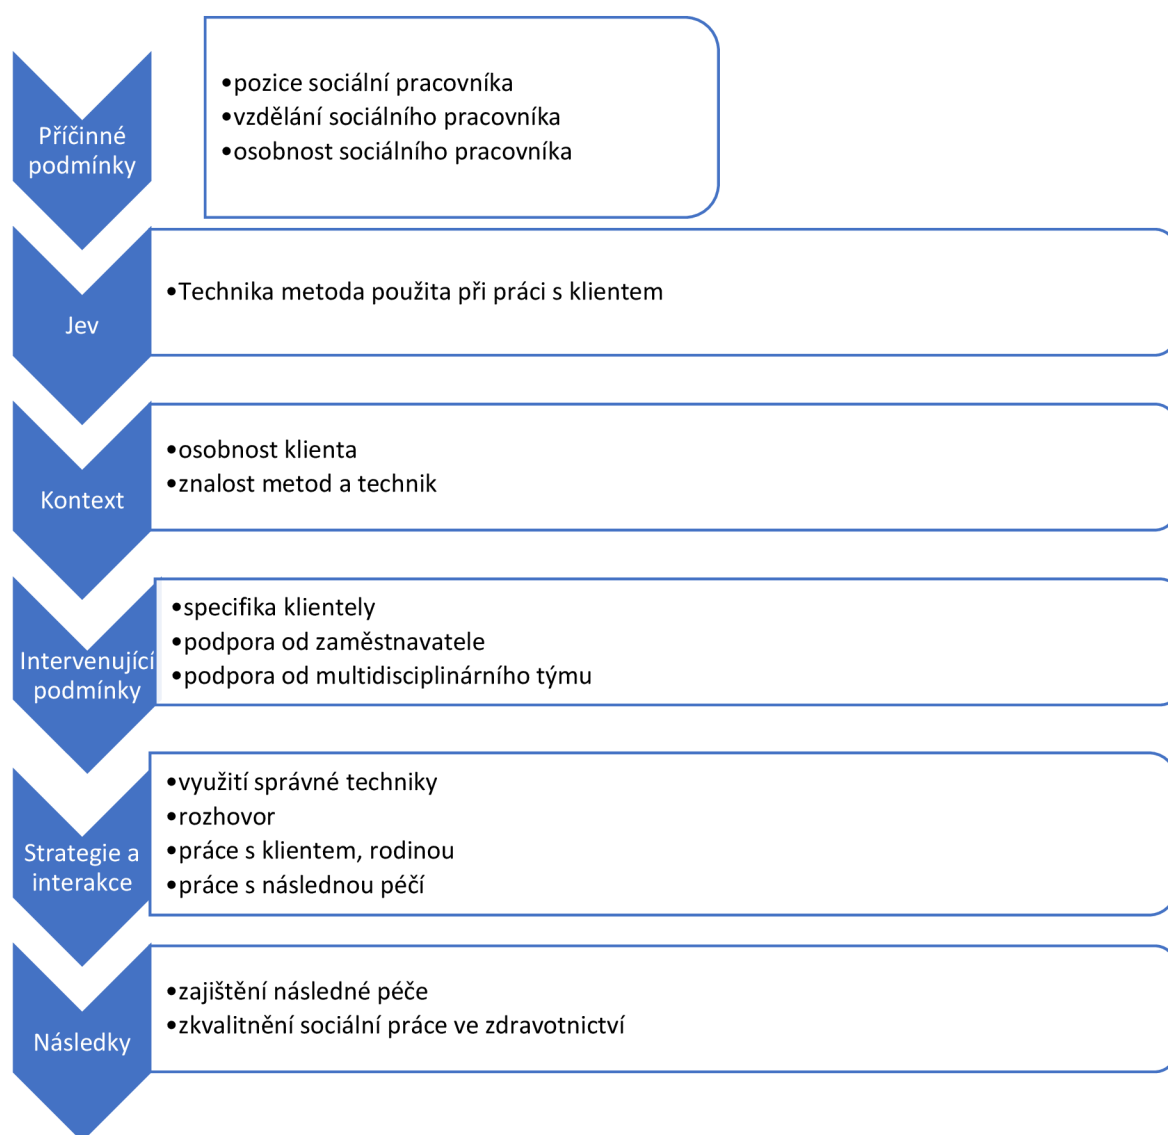 Příčinné
podmínky
•pozice sociální pracovníka
•vzdělání sociálního pracovníka
•osobnost sociálního pracovníka
Jev
•Technika metoda použita při práci s klientem
Kontext
•osobnost klienta
•znalost metod a technik
Intervenující
podmínky
•specifika klientely
•podpora od zaměstnavatele
•podpora od multidisciplinárního týmu
Strategie a
interakce
•využití správné techniky
•rozhovor
•práce s klientem, rodinou
•práce s následnou péčí
Následky
•zajištění následné péče
•zkvalitnění sociální práce ve zdravotnictví